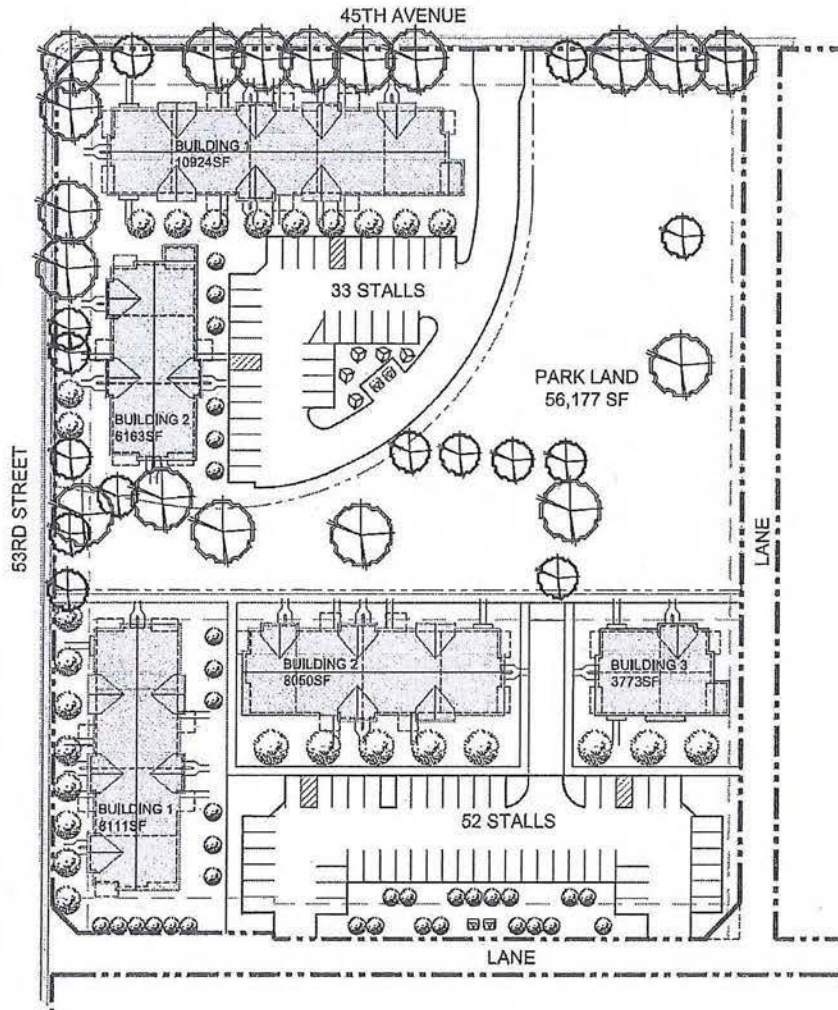 45TH AVENUE
BUILDING 1
10924SF
33 STALLS
PARK LAND
56,177 SF
BUILDING 2
6163SF
53RD STREET
LANE
BUILDING 2
8050SF
BUILDING 3
3773SF
BUILDING 1
8111SF
52 STALLS
LANE